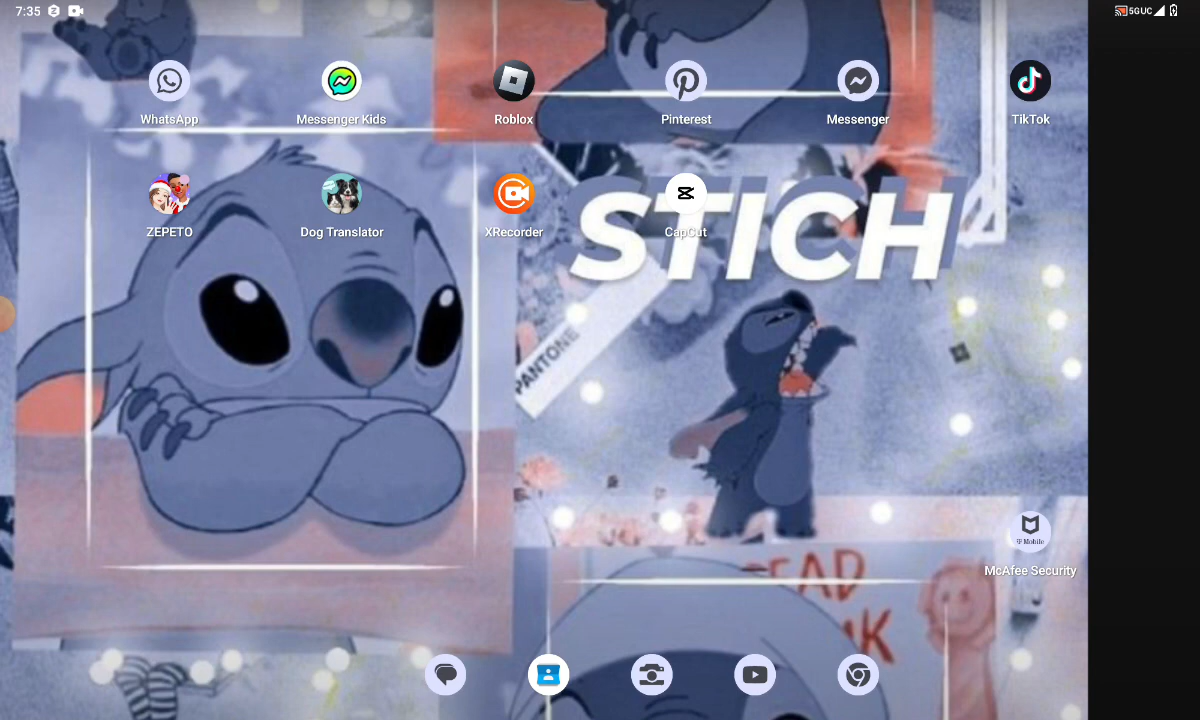 7:35
5GUC
WhatsApp
Messenger Kids
Roblox
Pinterest
Messenger
TikTok
ZEPETO
Dog Translator
XRecorder
CapCut
STICH
PANTONE
T Mobile
McAfee Security